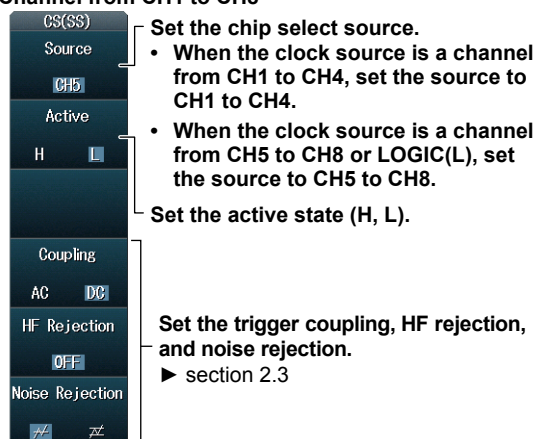 Channel from CH1 to CH8
CS(SS)
Source
CH5
Active
H L
Coupling
AC DC
HF Rejection
OFF
Noise Rejection
Set the chip select source.
• When the clock source is a channel
from CH1 to CH4, set the source to
CH1 to CH4.
• When the clock source is a channel
from CH5 to CH8 or LOGIC(L), set
the source to CH5 to CH8.
Set the active state (H, L).
Set the trigger coupling, HF rejection,
and noise rejection.
► section 2.3